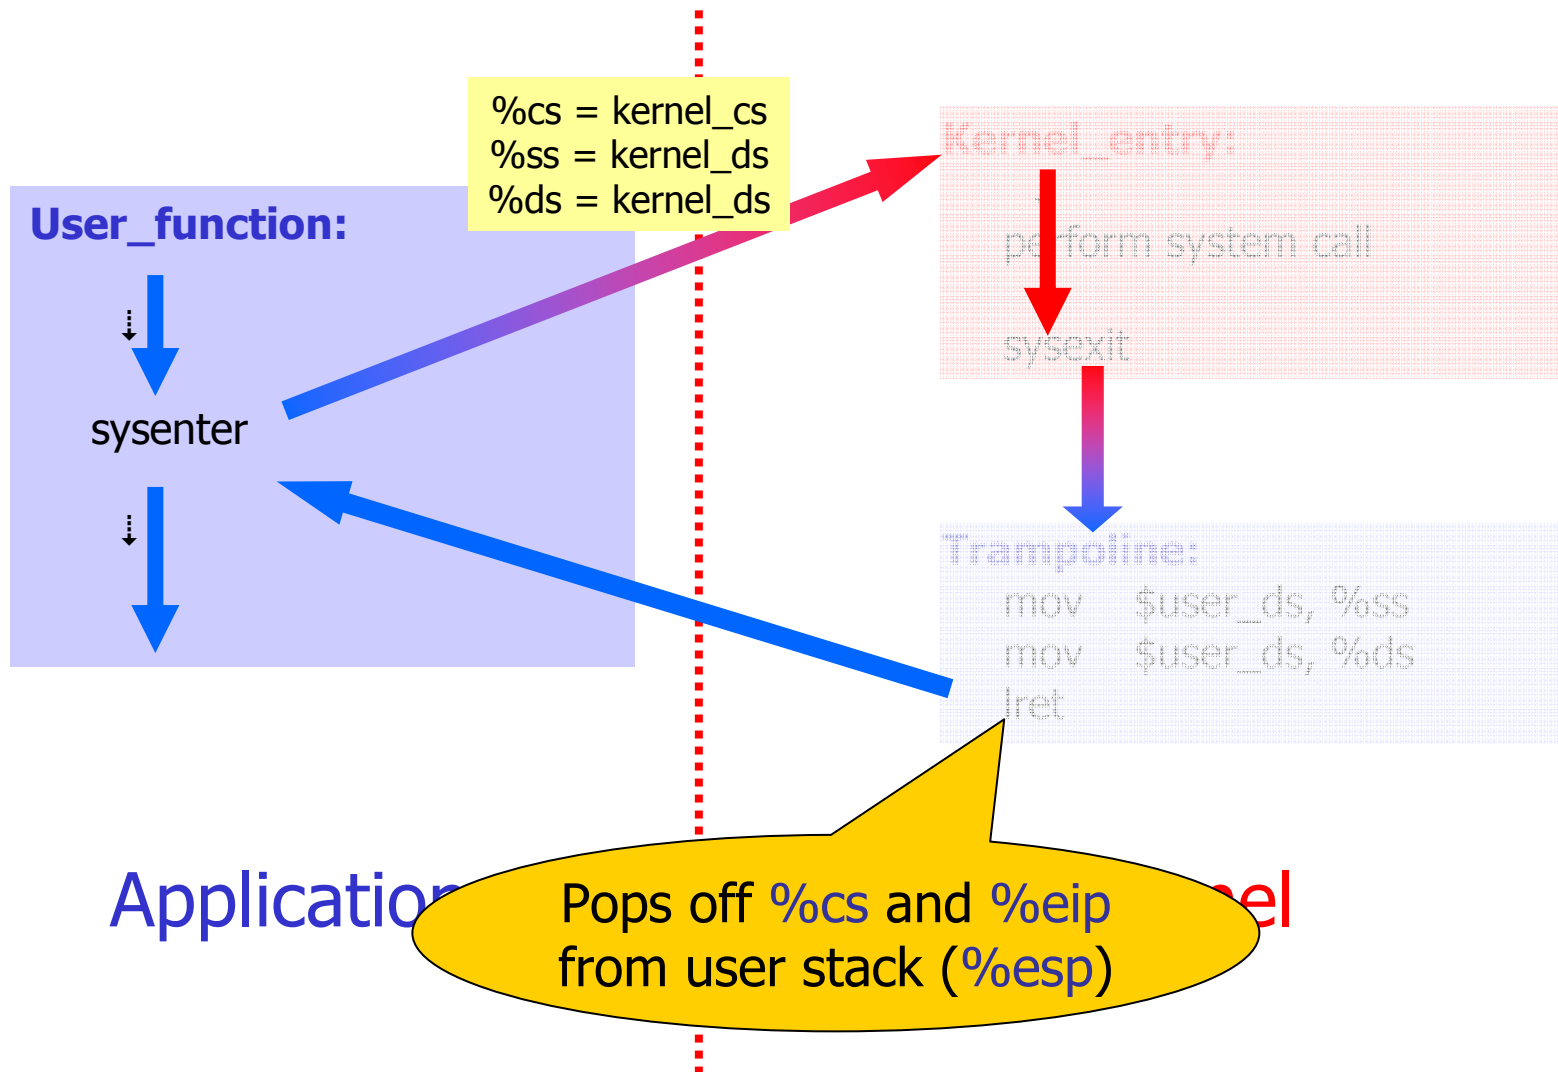 %cs = kernel_cs
%ss = kernel_ds
%ds = kernel_ds
User_function:
sysenter
Kernel_entry:
perform system call
sysexit
Trampoline:
mov $user_ds, %ss
mov $user_ds, %ds
lret
Pops off %cs and %eip
from user stack (%esp)